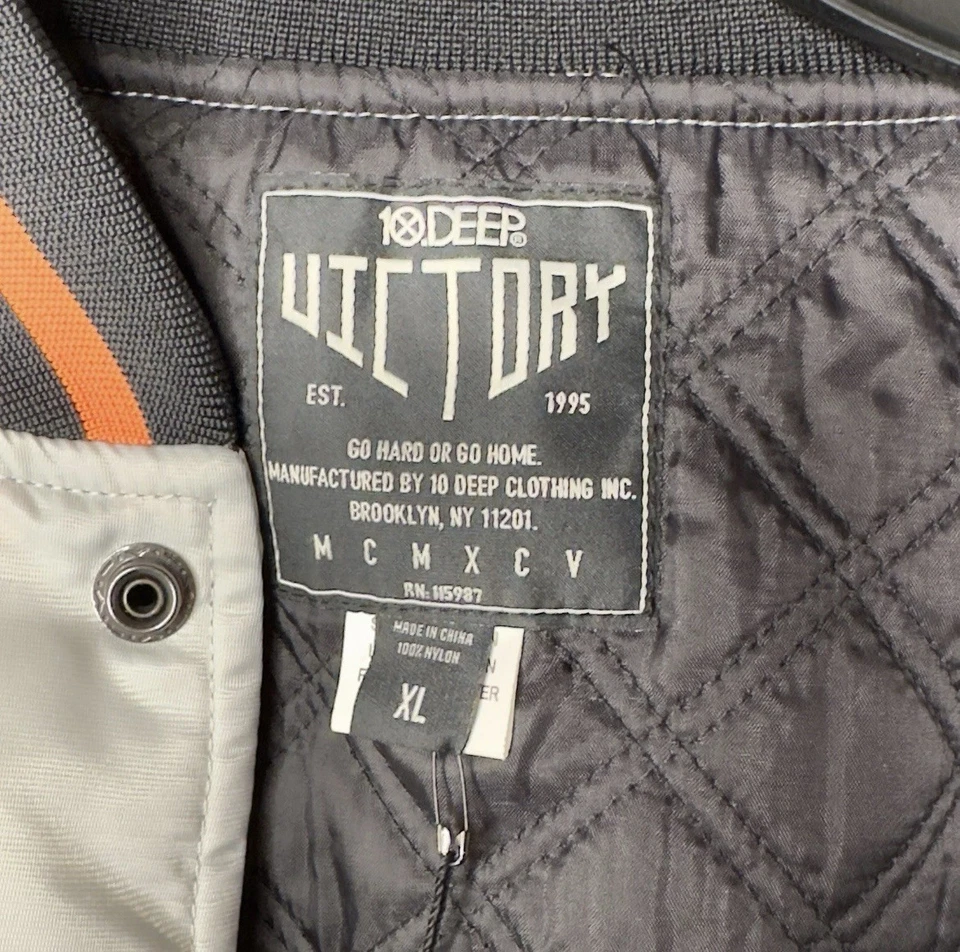 10.DEEP®
VICTORY
EST. 1995
GO HARD OR GO HOME.
MANUFACTURED BY 10 DEEP CLOTHING INC.
BROOKLYN, NY 11201.
M C M X C V
RN: 115987
MADE IN CHINA
100% NYLON
XL